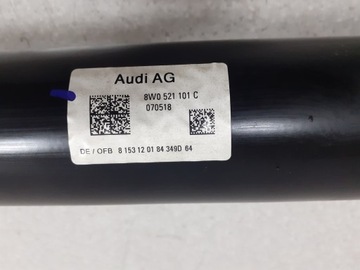 Audi AG
8W0 521 101 C
070518
DE / OFB 8 153 12 01 84 349D 64